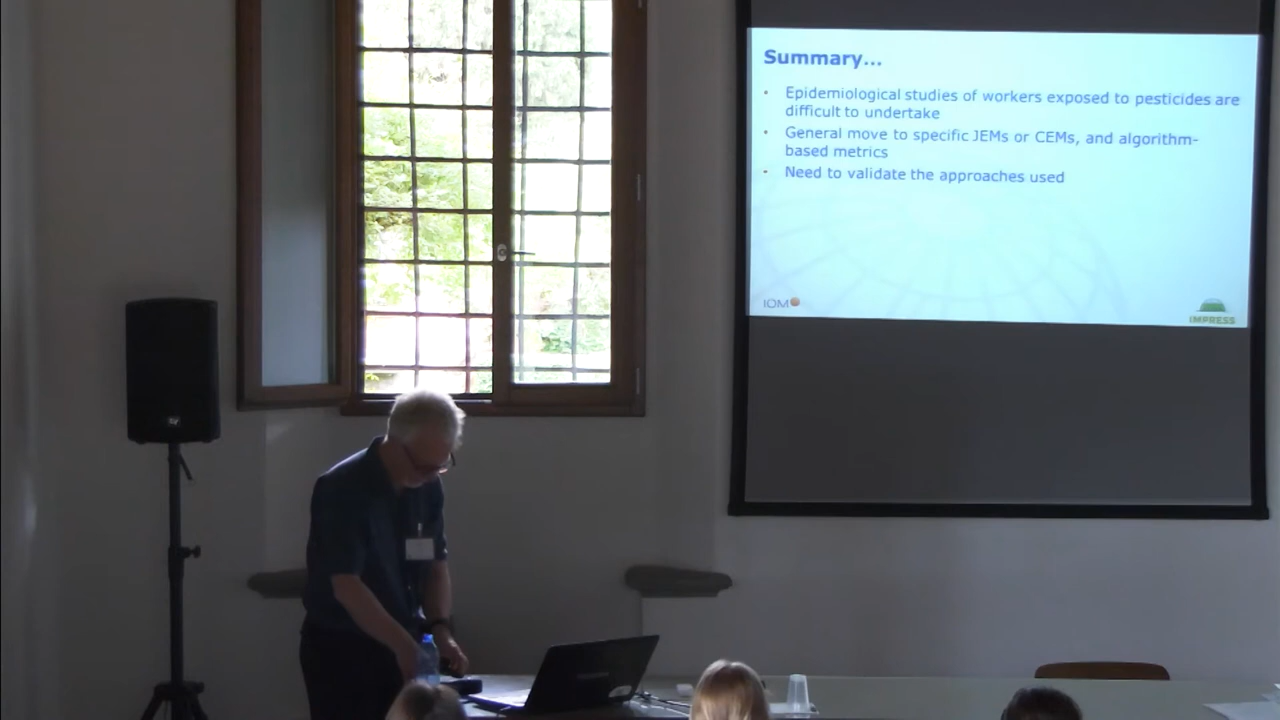 Summary...
• Epidemiological studies of workers exposed to pesticides are
difficult to undertake
• General move to specific JEMs or CEMs, and algorithm-
based metrics
• Need to validate the approaches used
IOM
IMPRESS